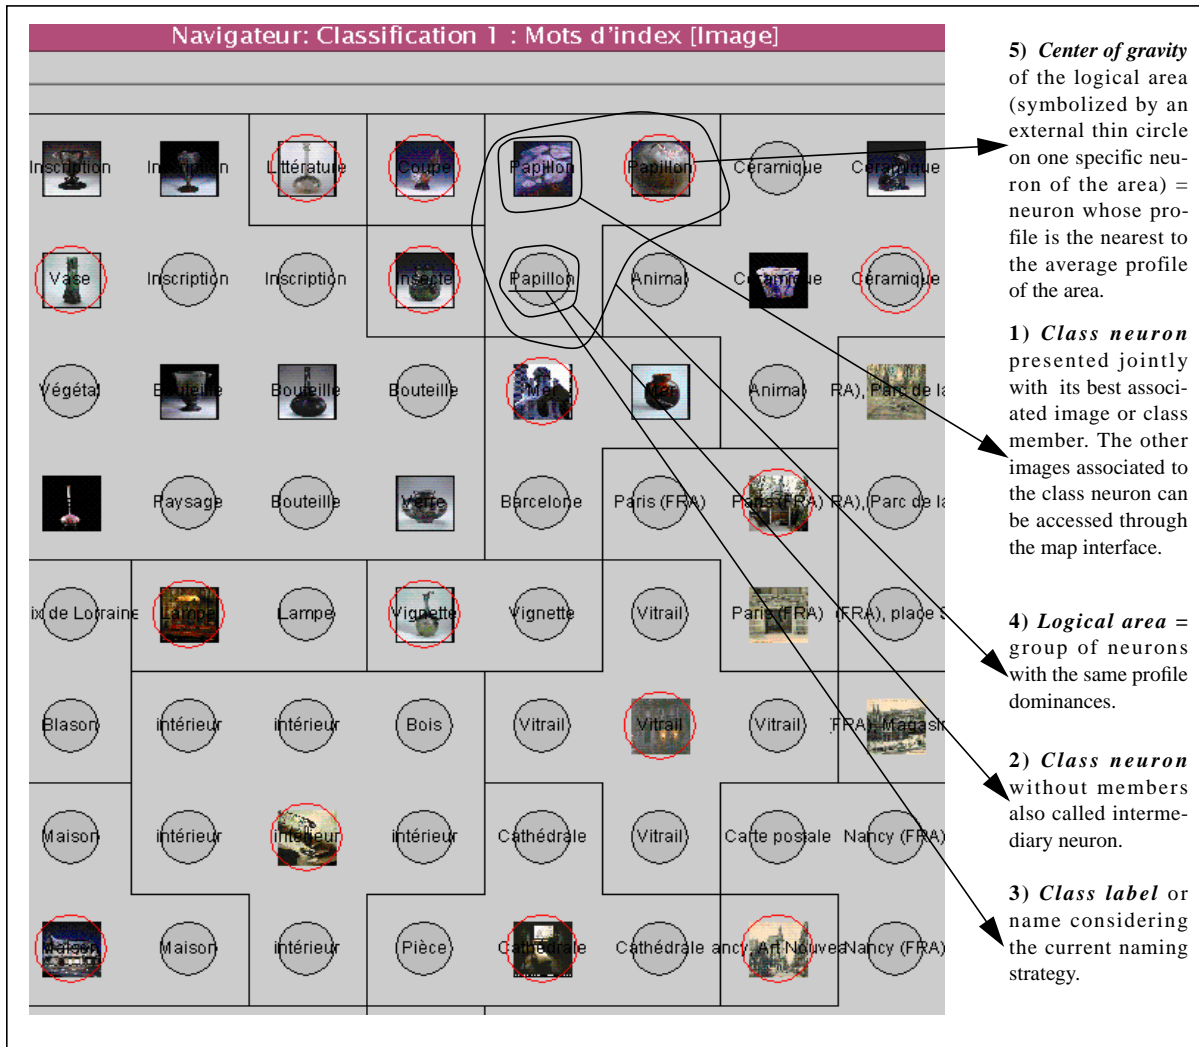 Navigateur: Classification 1 : Mots d'index [Image]
Inscription Inscription Littérature Coupe Papillon Papillon Céramique Céramique
Vase Inscription Inscription Insecte Papillon Animal Céramique Céramique
Végétal Bouteille Bouteille Bouteille Mer Mer Animal RA), Parc de la
Paysage Bouteille Verre Barcelone Paris (FRA) Paris (FRA) RA), Parc de la
ix de Lorraine Lampe Lampe Vignette Vignette Vitrail Paris (FRA) (FRA), place S
Blason intérieur intérieur Bois Vitrail Vitrail Vitrail FRA), Magasin
Maison intérieur intérieur intérieur Cathédrale Vitrail Carte postale Nancy (FRA)
Maison Maison intérieur Pièce Cathédrale Cathédrale ancy, Art Nouvea Nancy (FRA)
5) Center of gravity
of the logical area
(symbolized by an
external thin circle
on one specific neu-
ron of the area) =
neuron whose pro-
file is the nearest to
the average profile
of the area.
1) Class neuron
presented jointly
with its best associ-
ated image or class
member. The other
images associated to
the class neuron can
be accessed through
the map interface.
4) Logical area =
group of neurons
with the same profile
dominances.
2) Class neuron
without members
also called interme-
diary neuron.
3) Class label or
name considering
the current naming
strategy.